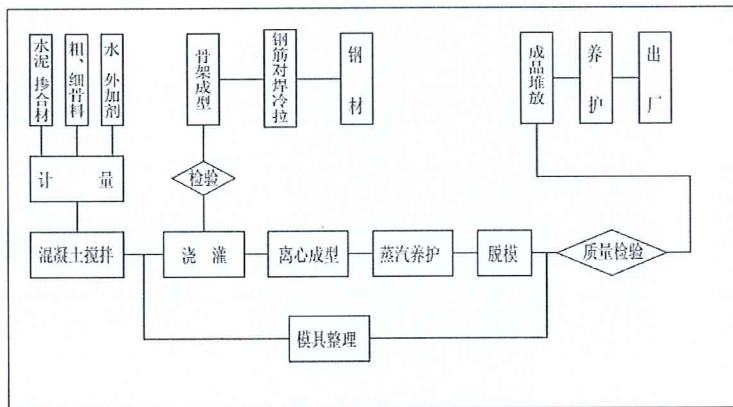 水泥 掺合材
粗、细骨料
水 外加剂
骨架成型
钢筋对焊冷拉
钢材
成品堆放
养护
出厂
计量
检验
混凝土搅拌
浇灌
离心成型
蒸汽养护
脱模
质量检验
模具整理